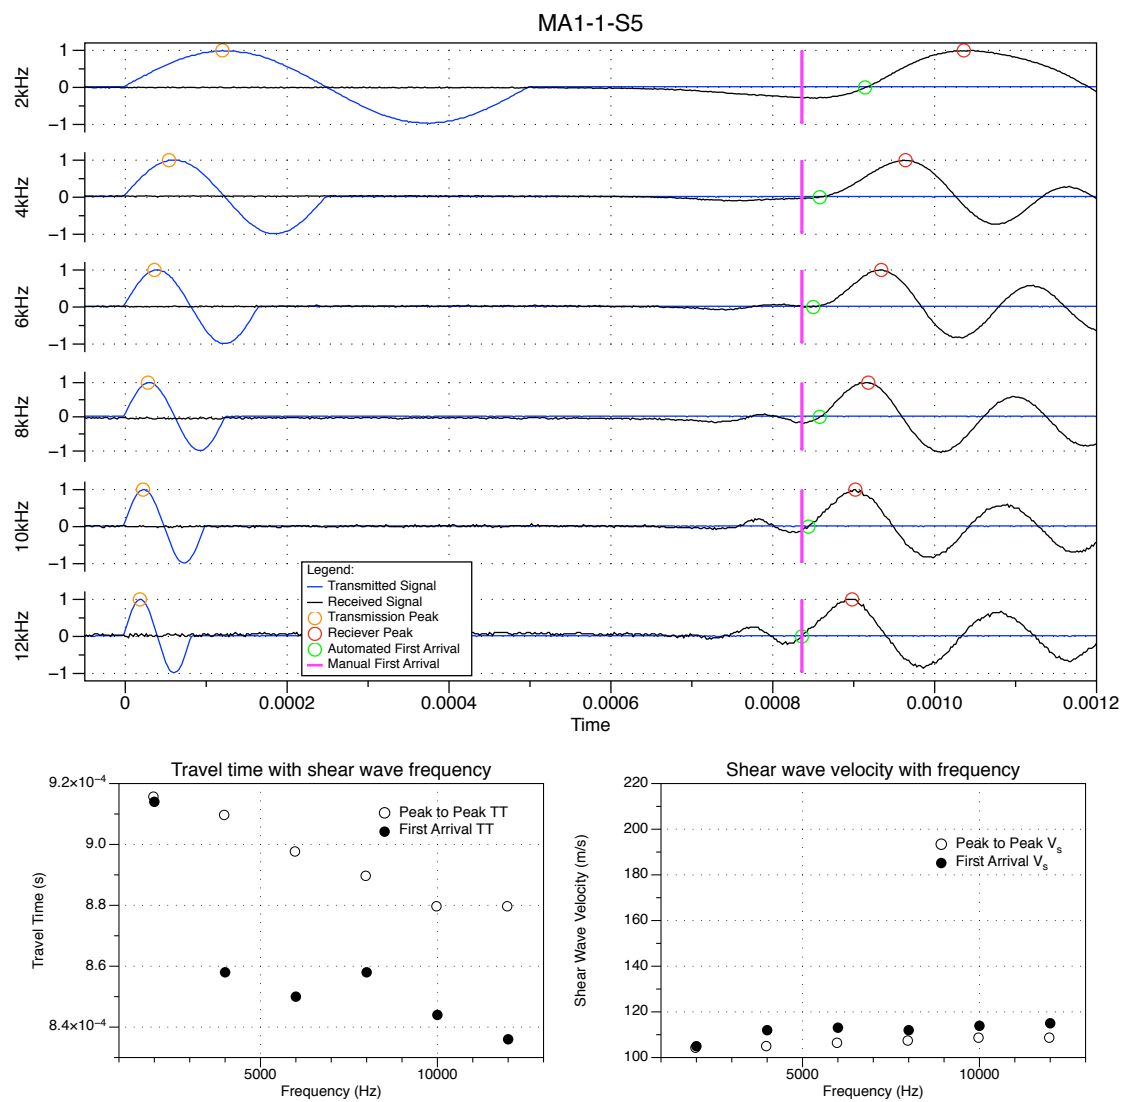 MA1-1-S5
2kHz
1
0
−1
4kHz
1
0
−1
6kHz
1
0
−1
8kHz
1
0
−1
10kHz
1
0
−1
12kHz
1
0
−1
Legend:
Transmitted Signal
Received Signal
Transmission Peak
Reciever Peak
Automated First Arrival
Manual First Arrival
0 0.0002 0.0004 0.0006 0.0008 0.0010 0.0012
Time
Travel time with shear wave frequency
Travel Time (s)
9.2×10⁻⁴
9.0
8.8
8.6
8.4×10⁻⁴
Peak to Peak TT
First Arrival TT
5000 10000
Frequency (Hz)
Shear wave velocity with frequency
Shear Wave Velocity (m/s)
220
200
180
160
140
120
100
Peak to Peak Vₛ
First Arrival Vₛ
5000 10000
Frequency (Hz)